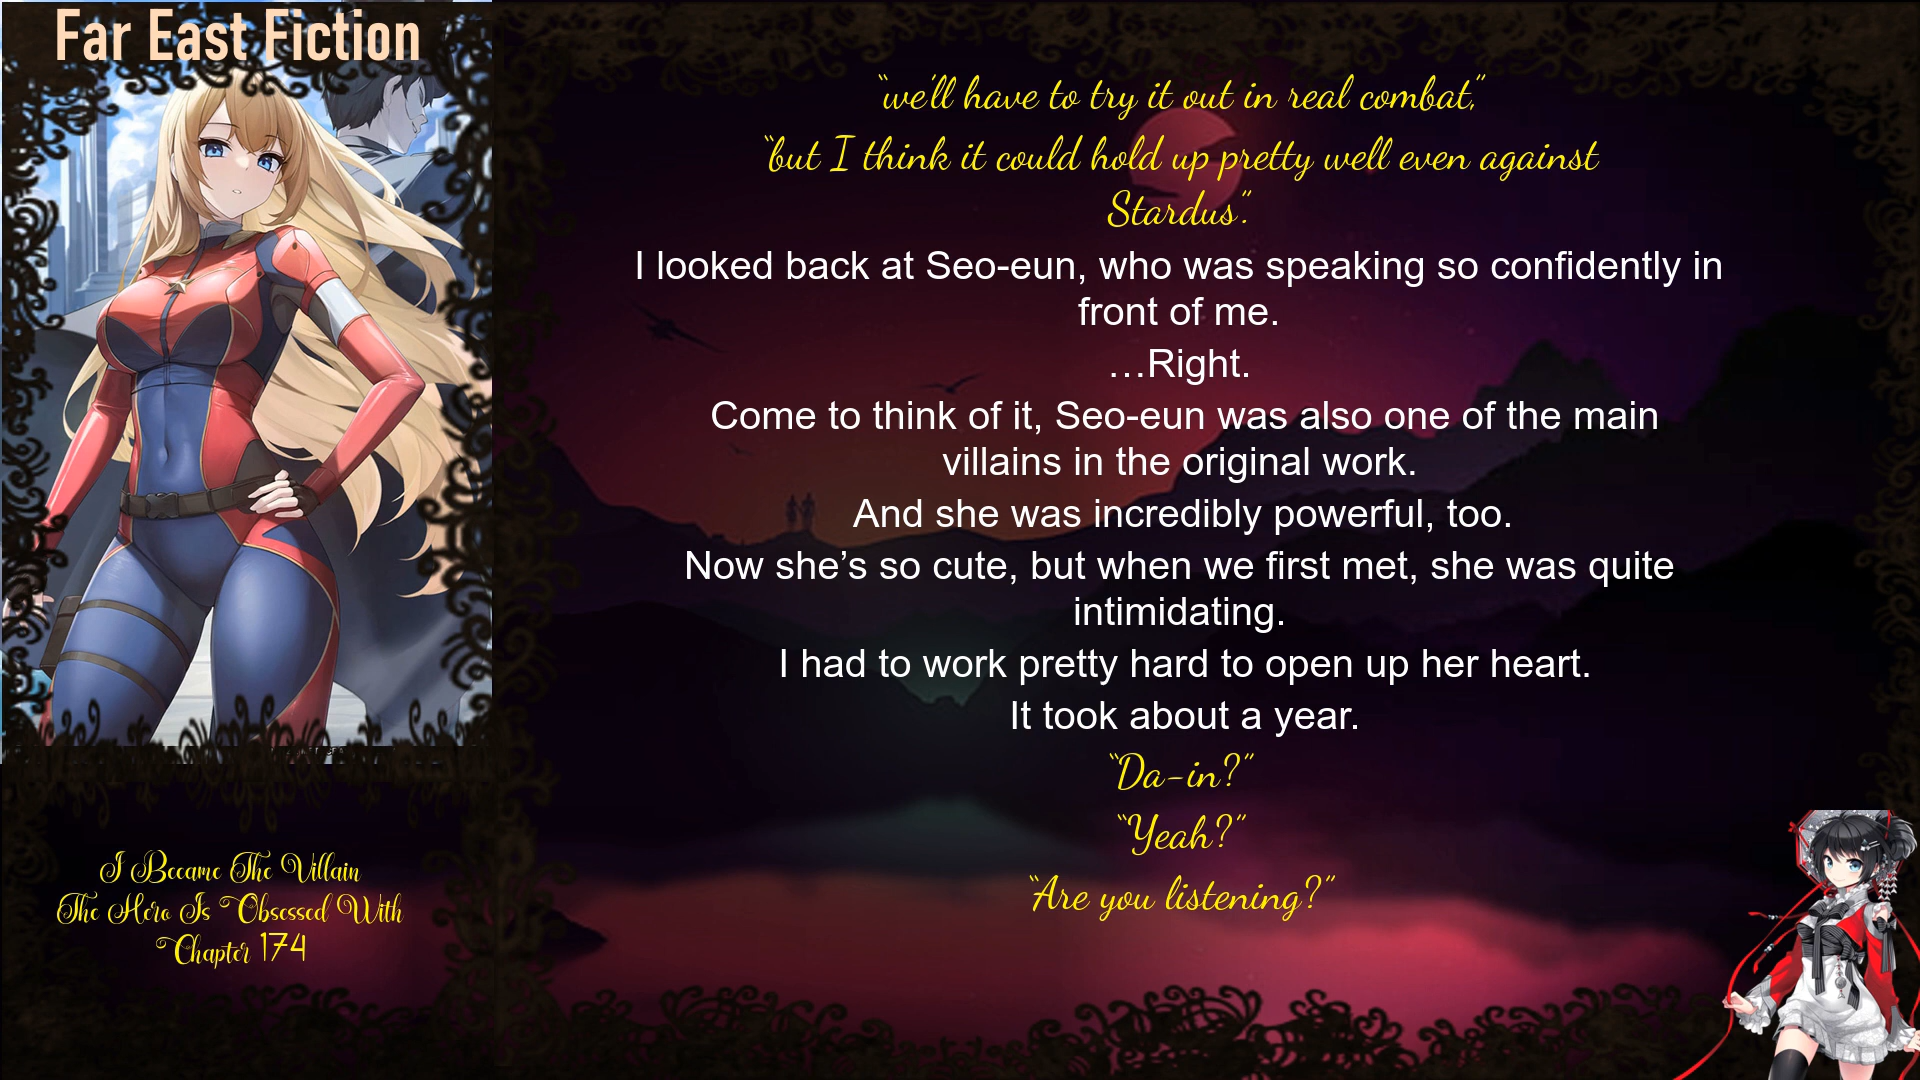 Far East Fiction
“we’ll have to try it out in real combat,”
“but I think it could hold up pretty well even against
Stardus”.
I looked back at Seo-eun, who was speaking so confidently in
front of me.
…Right.
Come to think of it, Seo-eun was also one of the main
villains in the original work.
And she was incredibly powerful, too.
Now she’s so cute, but when we first met, she was quite
intimidating.
I had to work pretty hard to open up her heart.
It took about a year.
“Da-in?”
“Yeah?”
“Are you listening?”
I Became The Villain
The Hero Is Obsessed With
Chapter 174